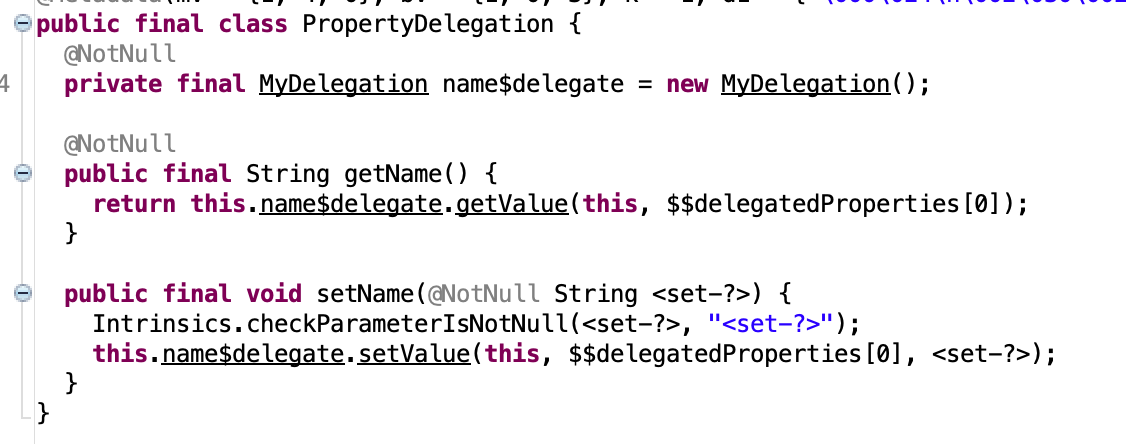 public final class PropertyDelegation {
@NotNull
4 private final MyDelegation name$delegate = new MyDelegation();
@NotNull
public final String getName() {
return this.name$delegate.getValue(this, $$delegatedProperties[0]);
}
public final void setName(@NotNull String <set-?>) {
Intrinsics.checkParameterIsNotNull(<set-?>, "<set-?>");
this.name$delegate.setValue(this, $$delegatedProperties[0], <set-?>);
}
}